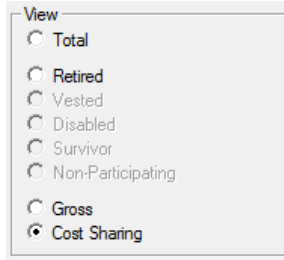 View
Total
Retired
Vested
Disabled
Survivor
Non-Participating
Gross
Cost Sharing